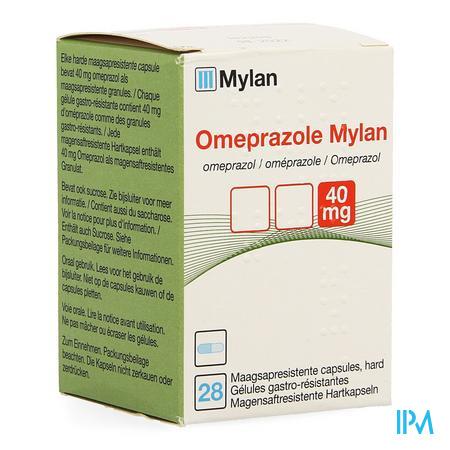 Mylan
Omeprazole Mylan
omeprazol / oméprazole / Omeprazol
40
mg
28
Maagsapresistente capsules, hard
Gélules gastro-résistantes
Magensaftresistente Hartkapseln
Elke harde maagsapresistente capsule
bevat 40 mg omeprazol als
maagsapresistente granules. / Chaque
gélule gastro-résistante contient 40 mg
d'oméprazole comme des granules
gastro-résistants. / Jede
magensaftresistente Hartkapsel enthält
40 mg Omeprazol als magensaftresistentes
Granulat.
Bevat ook sucrose. Zie bijsluiter voor meer
informatie. / Contient aussi du saccharose.
Voir la notice pour plus d'information. /
Enthält auch Sucrose. Siehe
Packungsbeilage für weitere Informationen.
Oraal gebruik. Lees voor het gebruik de
bijsluiter. Niet op de capsules kauwen of de
capsules pletten.
Voie orale. Lire la notice avant utilisation.
Ne pas mâcher ou écraser les gélules.
Zum Einnehmen. Packungsbeilage
beachten. Die Kapseln nicht zerkauen oder
zerdrücken.
IPM